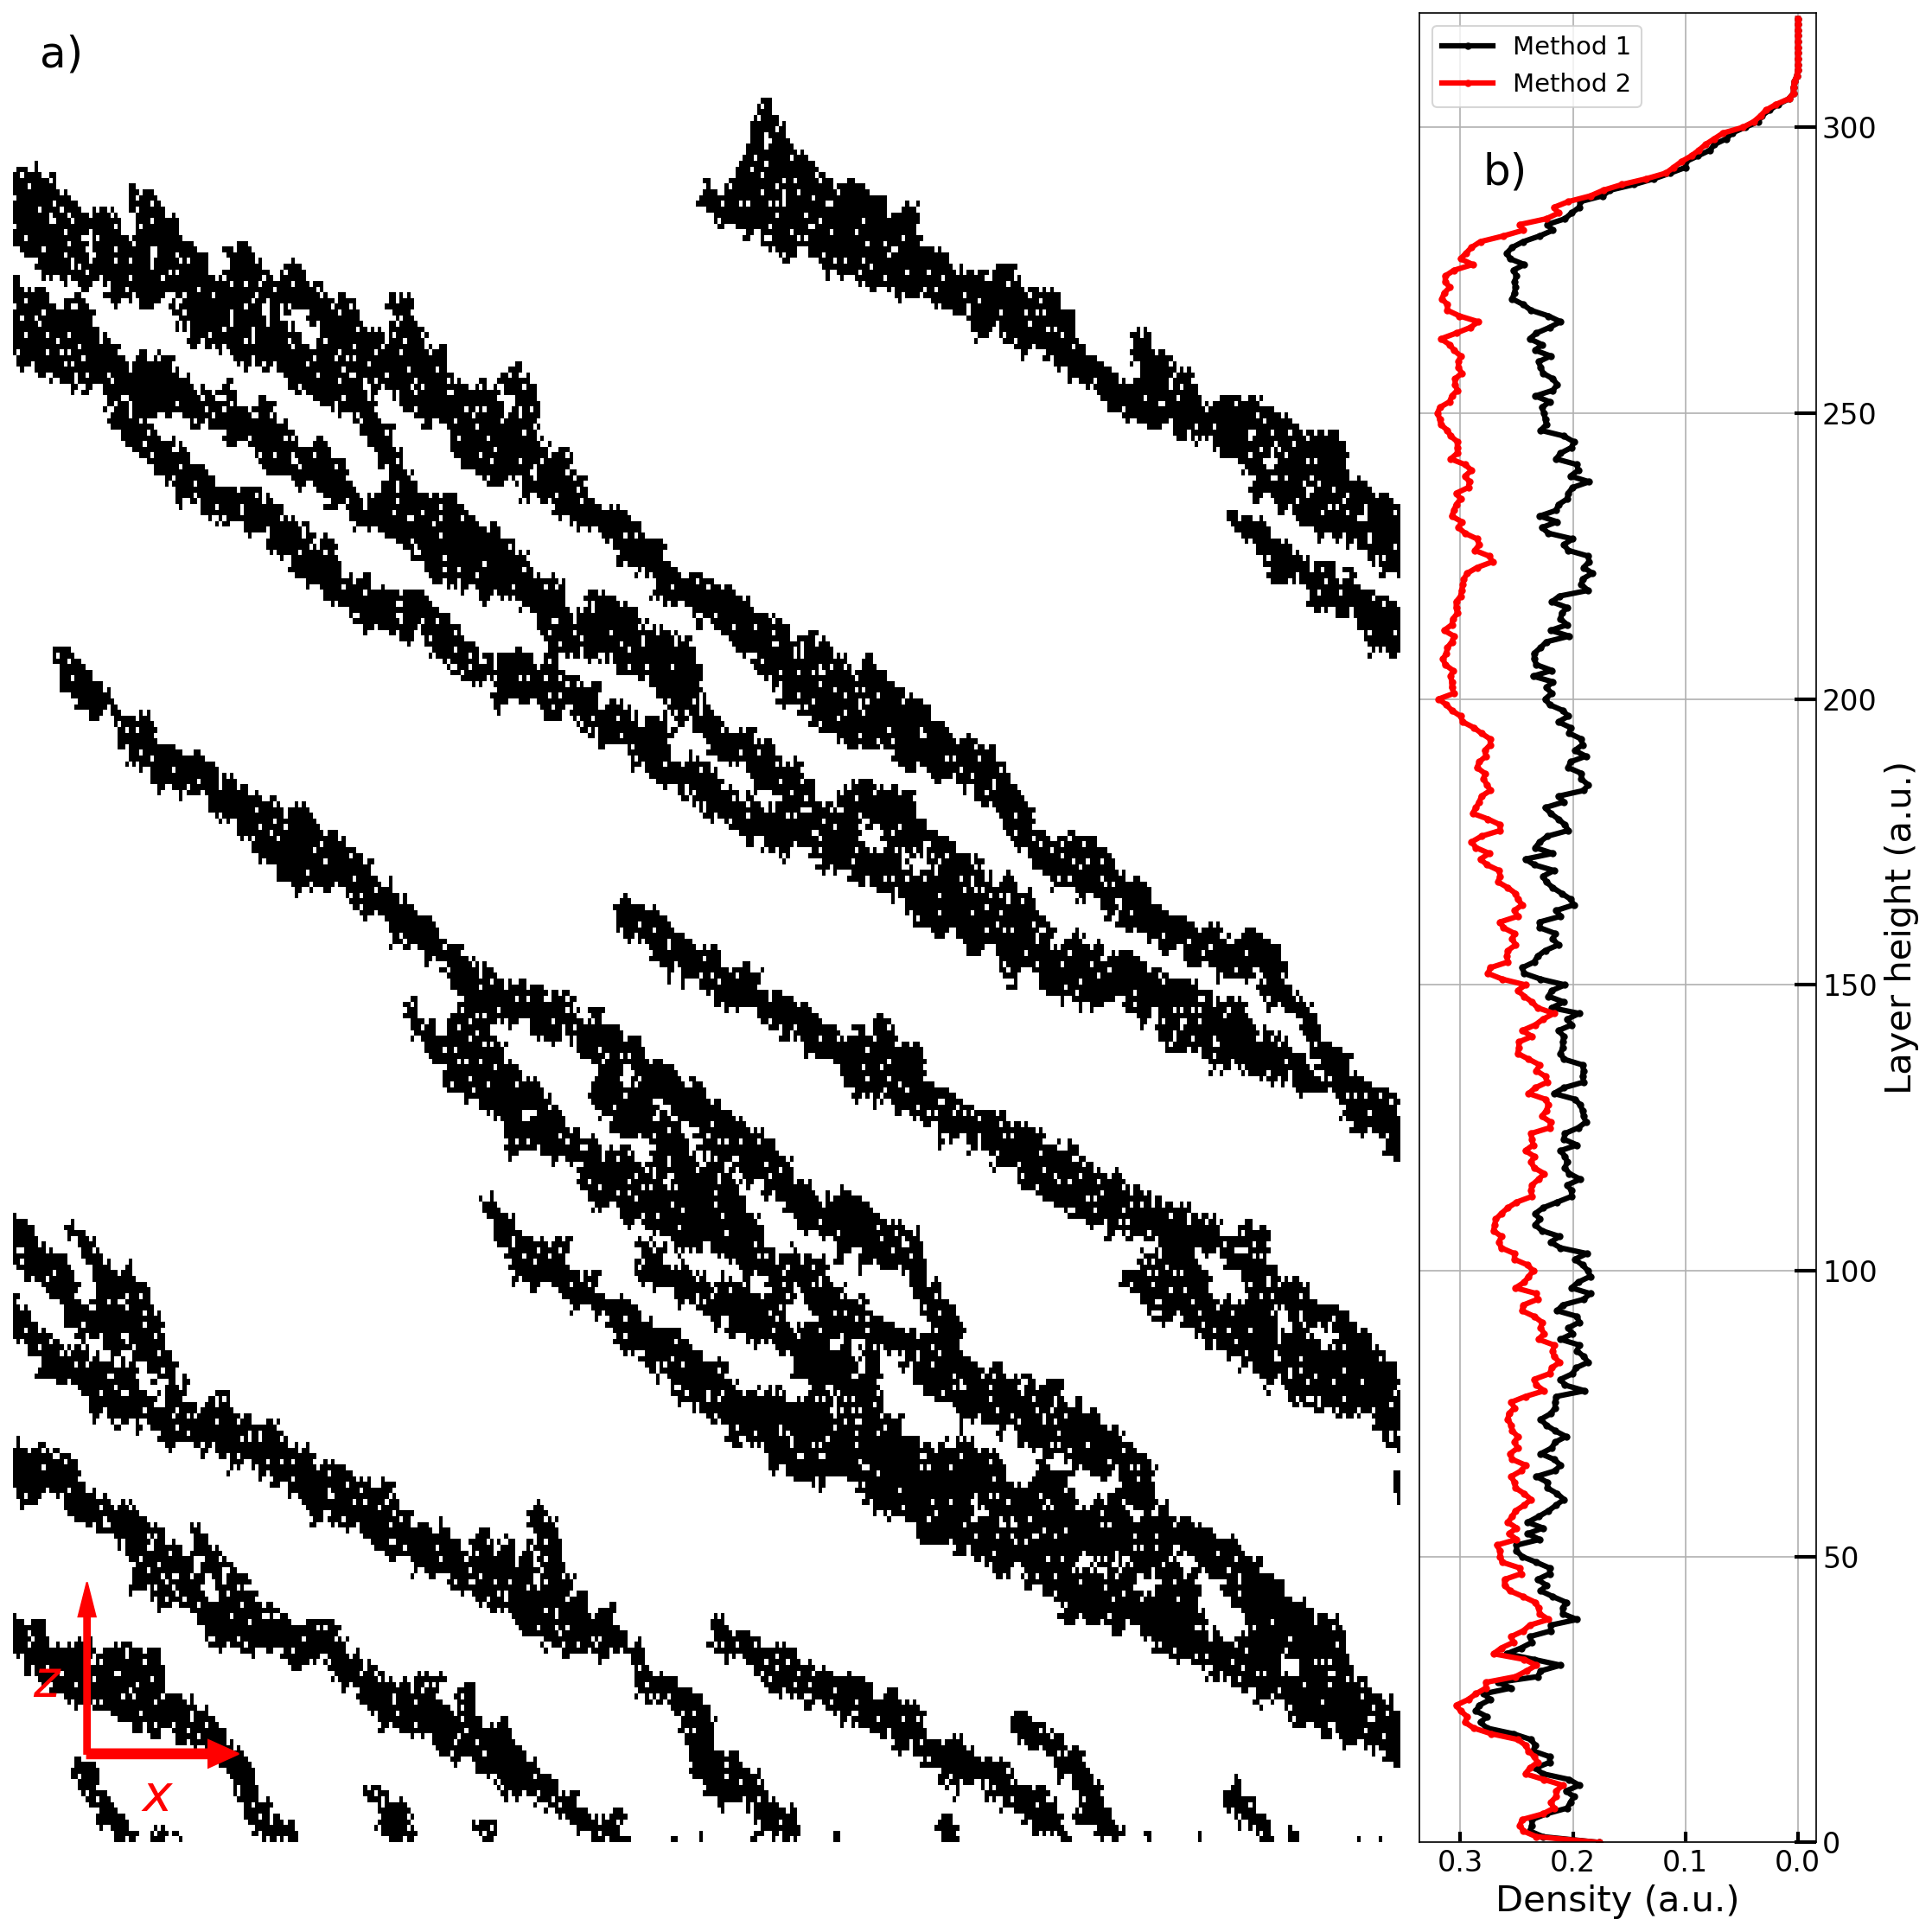 a)
z
x
Method 1
Method 2
b)
300
250
200
150
100
50
0
Layer height (a.u.)
0.3 0.2 0.1 0.0
Density (a.u.)